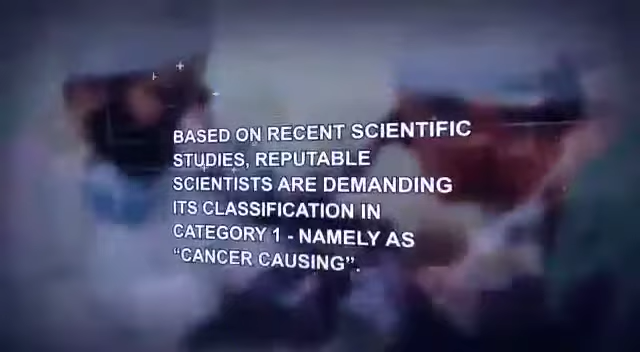 BASED ON RECENT SCIENTIFIC
STUDIES, REPUTABLE
SCIENTISTS ARE DEMANDING
ITS CLASSIFICATION IN
CATEGORY 1 - NAMELY AS
“CANCER CAUSING”.